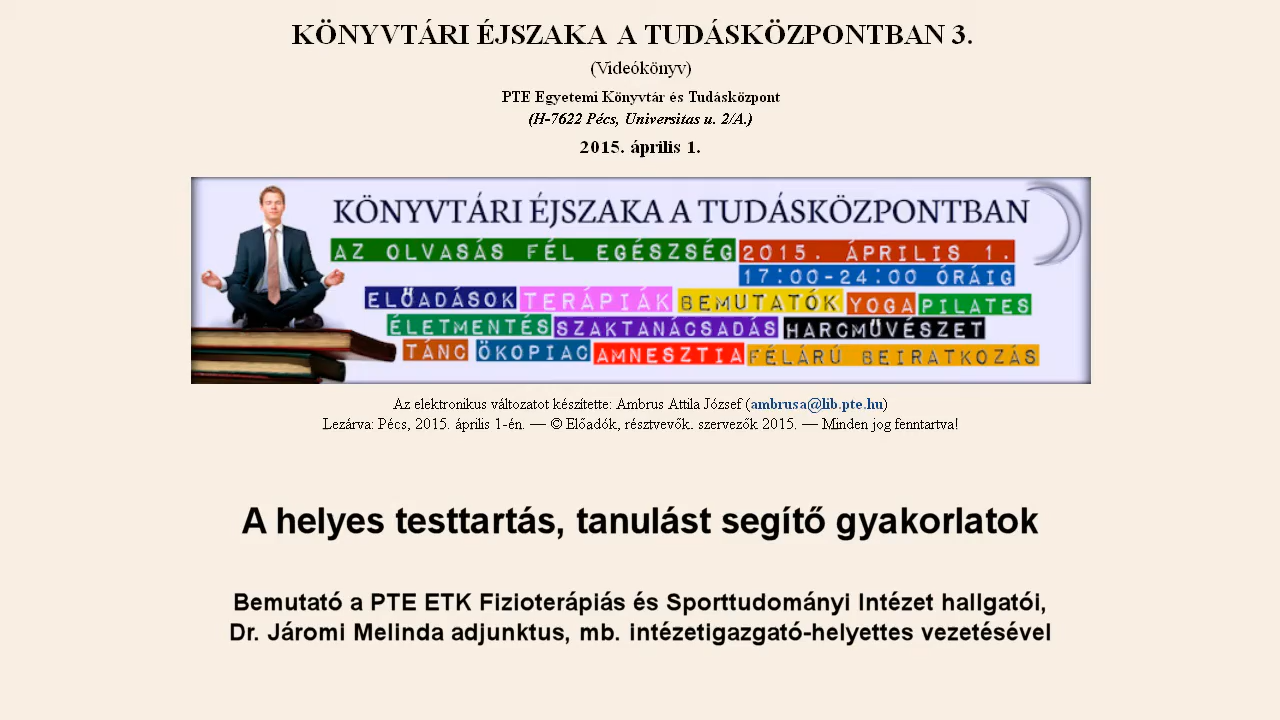 KÖNYVTÁRI ÉJSZAKA A TUDÁSKÖZPONTBAN 3.
(Videókönyv)
PTE Egyetemi Könyvtár és Tudásközpont
(H-7622 Pécs, Universitas u. 2/A.)
2015. április 1.
KÖNYVTÁRI ÉJSZAKA A TUDÁSKÖZPONTBAN
AZ OLVASÁS FÉL EGÉSZSÉG 2015. ÁPRILIS 1.
17:00-24:00 ÓRÁIG
ELŐADÁSOK TERÁPIÁK BEMUTATÓK YOGA PILATES
ÉLETMENTÉS SZAKTANÁCSADÁS HARCMŰVÉSZET
TÁNC ÖKOPIAC AMNESZTIA FÉLÁRÚ BEIRATKOZÁS
Az elektronikus változatot készítette: Ambrus Attila József (ambrusa@lib.pte.hu)
Lezárva: Pécs, 2015. április 1-én. — © Előadók, résztvevők. szervezők 2015. — Minden jog fenntartva!
A helyes testtartás, tanulást segítő gyakorlatok
Bemutató a PTE ETK Fizioterápiás és Sporttudományi Intézet hallgatói,
Dr. Járomi Melinda adjunktus, mb. intézetigazgató-helyettes vezetésével